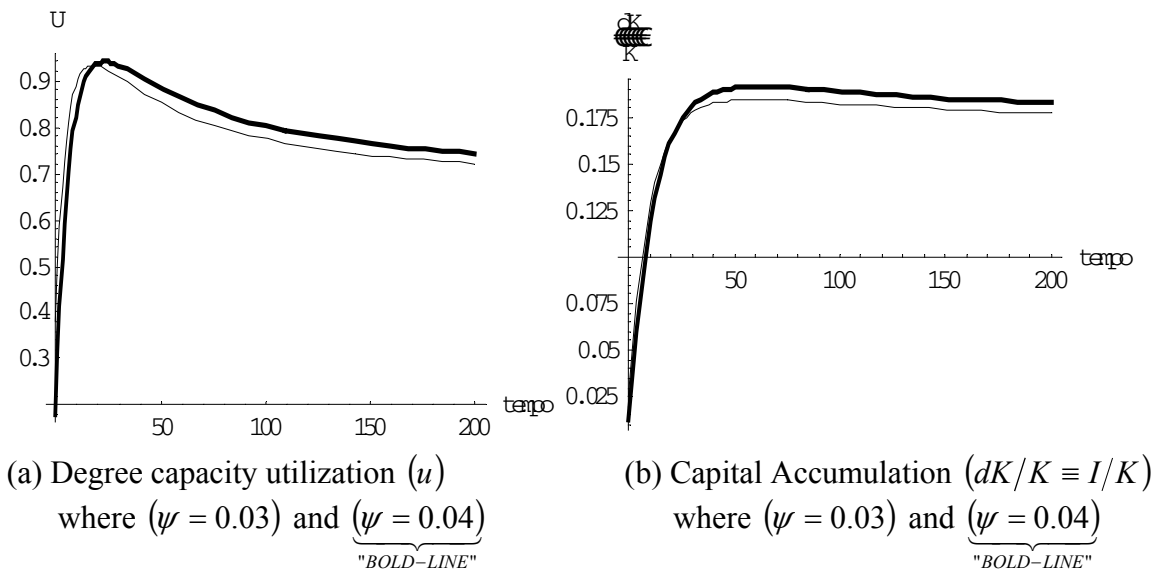 U
0.9
0.8
0.7
0.6
0.5
0.4
0.3
50 100 150 200
tempo
dK
K
0.175
0.15
0.125
0.075
0.05
0.025
50 100 150 200
tempo
(a) Degree capacity utilization (u)
where (ψ = 0.03) and (ψ = 0.04)
"BOLD−LINE"
(b) Capital Accumulation (dK/K ≡ I/K)
where (ψ = 0.03) and (ψ = 0.04)
"BOLD−LINE"